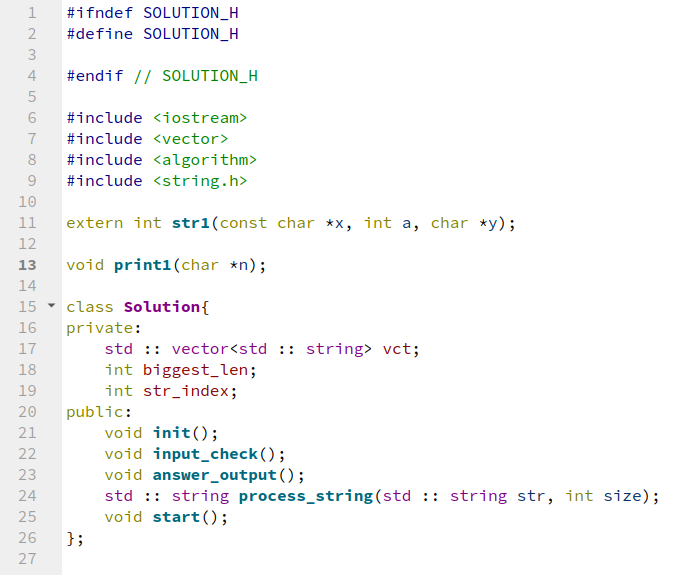 1 #ifndef SOLUTION_H
2 #define SOLUTION_H
3
4 #endif // SOLUTION_H
5
6 #include <iostream>
7 #include <vector>
8 #include <algorithm>
9 #include <string.h>
10
11 extern int str1(const char *x, int a, char *y);
12
13 void print1(char *n);
14
15 class Solution{
16 private:
17     std :: vector<std :: string> vct;
18     int biggest_len;
19     int str_index;
20 public:
21     void init();
22     void input_check();
23     void answer_output();
24     std :: string process_string(std :: string str, int size);
25     void start();
26 };
27